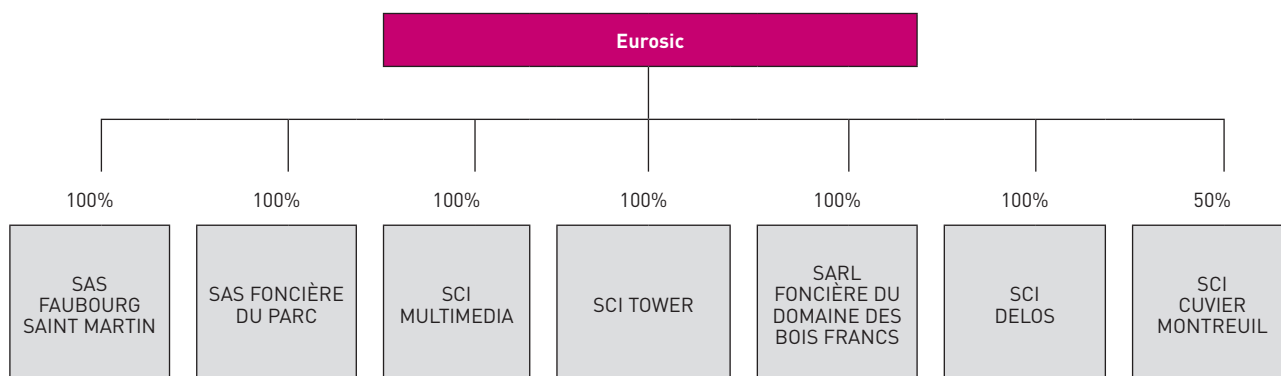 Eurosic
100%
100%
100%
100%
100%
100%
50%
SAS
FAUBOURG
SAINT MARTIN
SAS FONCIÈRE
DU PARC
SCI
MULTIMEDIA
SCI TOWER
SARL
FONCIÈRE DU
DOMAINE DES
BOIS FRANCS
SCI
DELOS
SCI
CUVIER
MONTREUIL